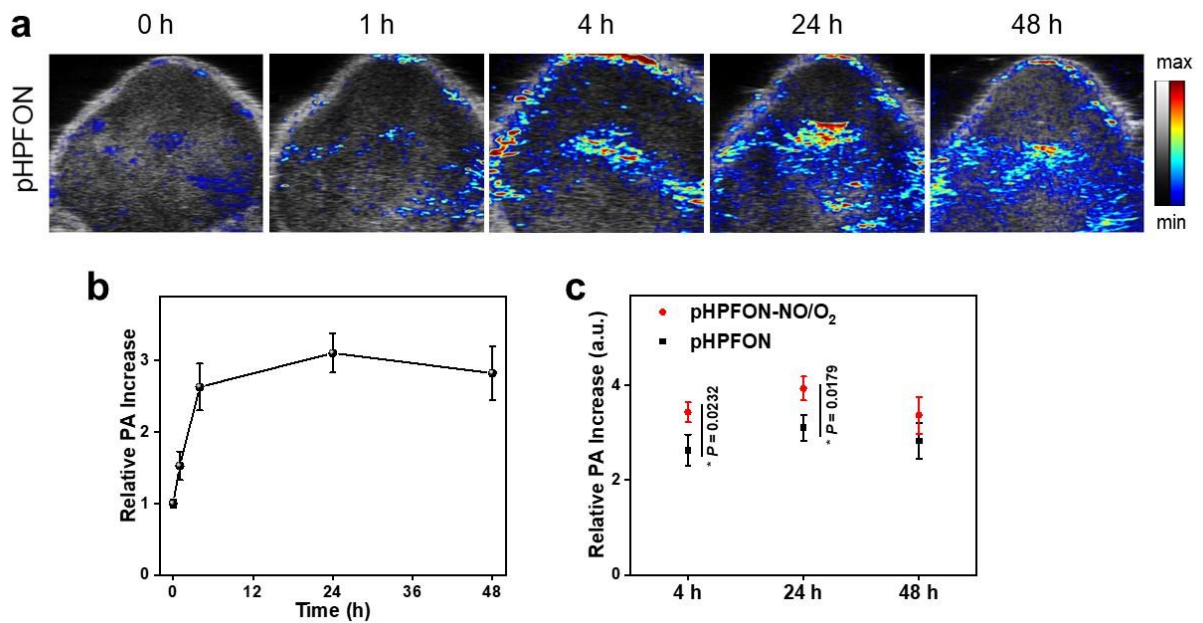 a
0 h 1 h 4 h 24 h 48 h
pHPFON
max
min
b
Relative PA Increase
3
2
1
0
0 12 24 36 48
Time (h)
c
Relative PA Increase (a.u.)
pHPFON-NO/O₂
pHPFON
4
2
0
* P = 0.0232
* P = 0.0179
4 h 24 h 48 h